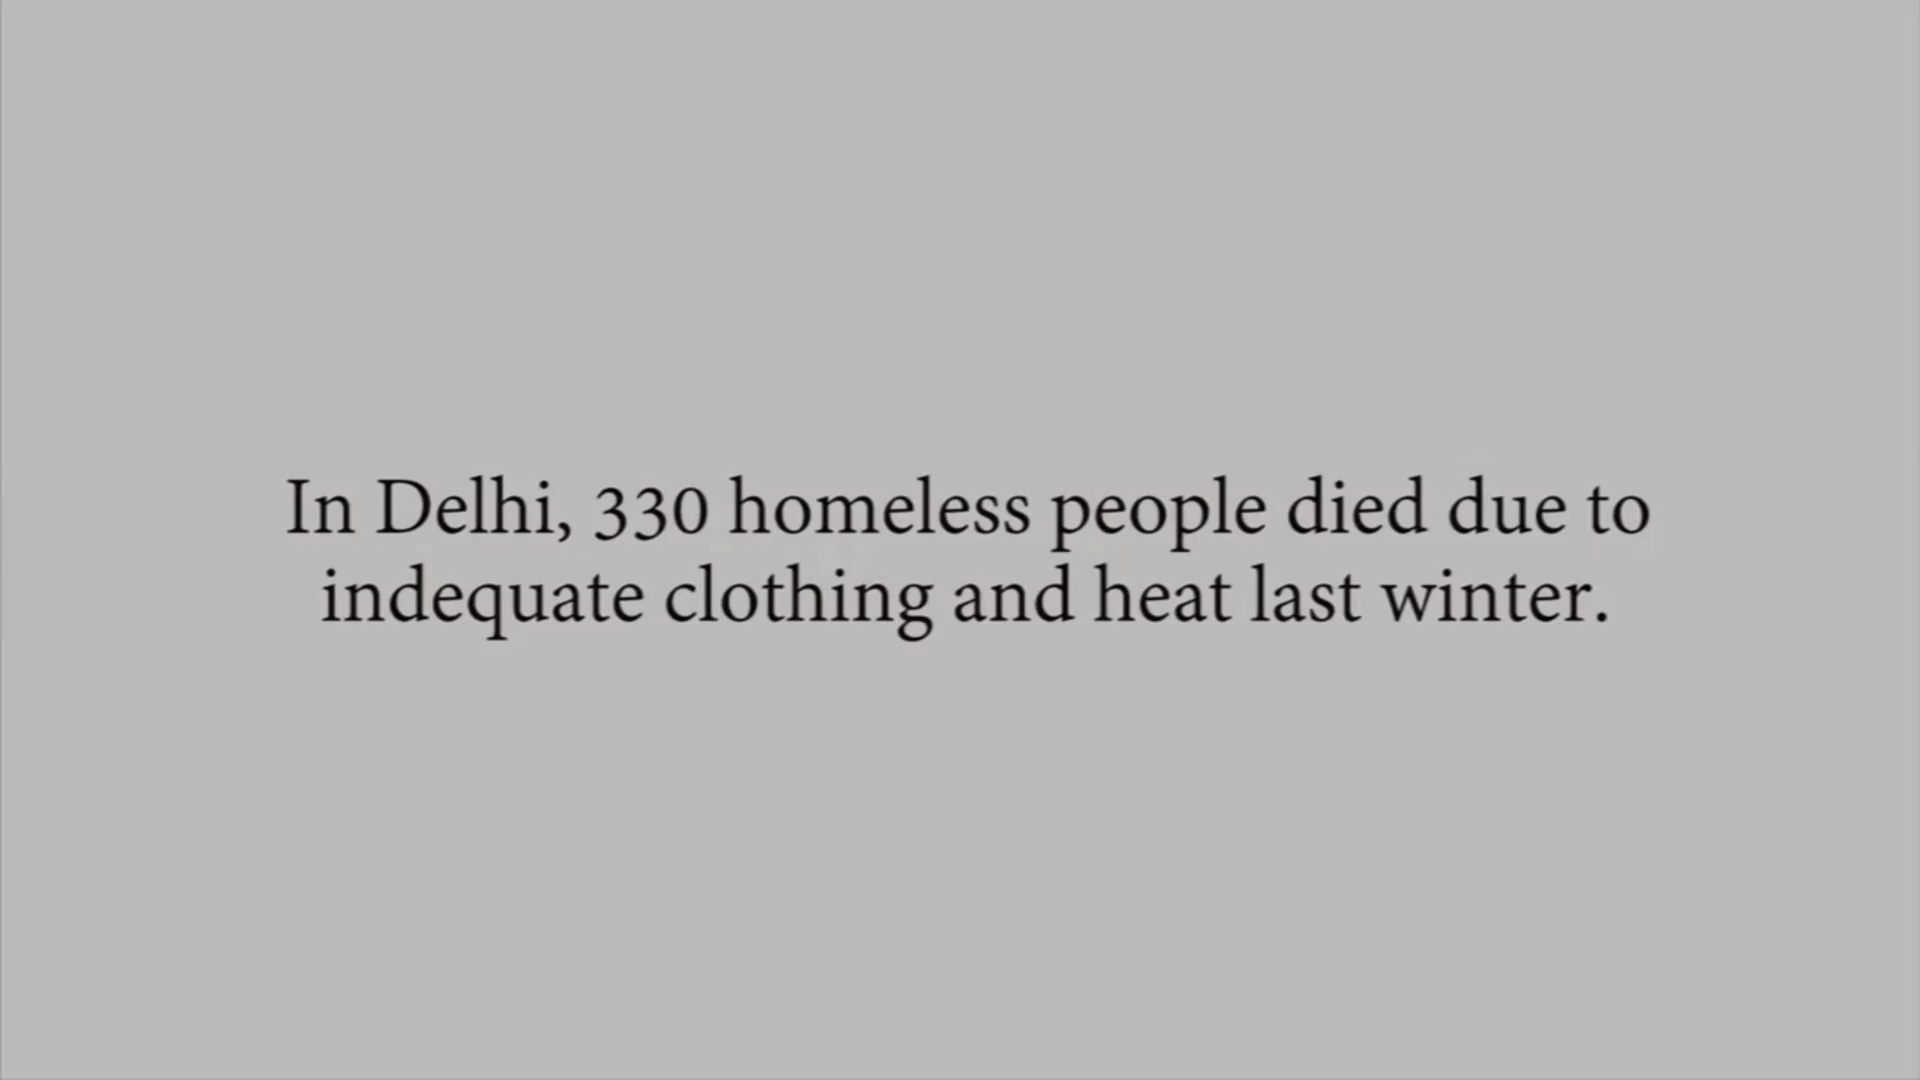 In Delhi, 330 homeless people died due to
indequate clothing and heat last winter.